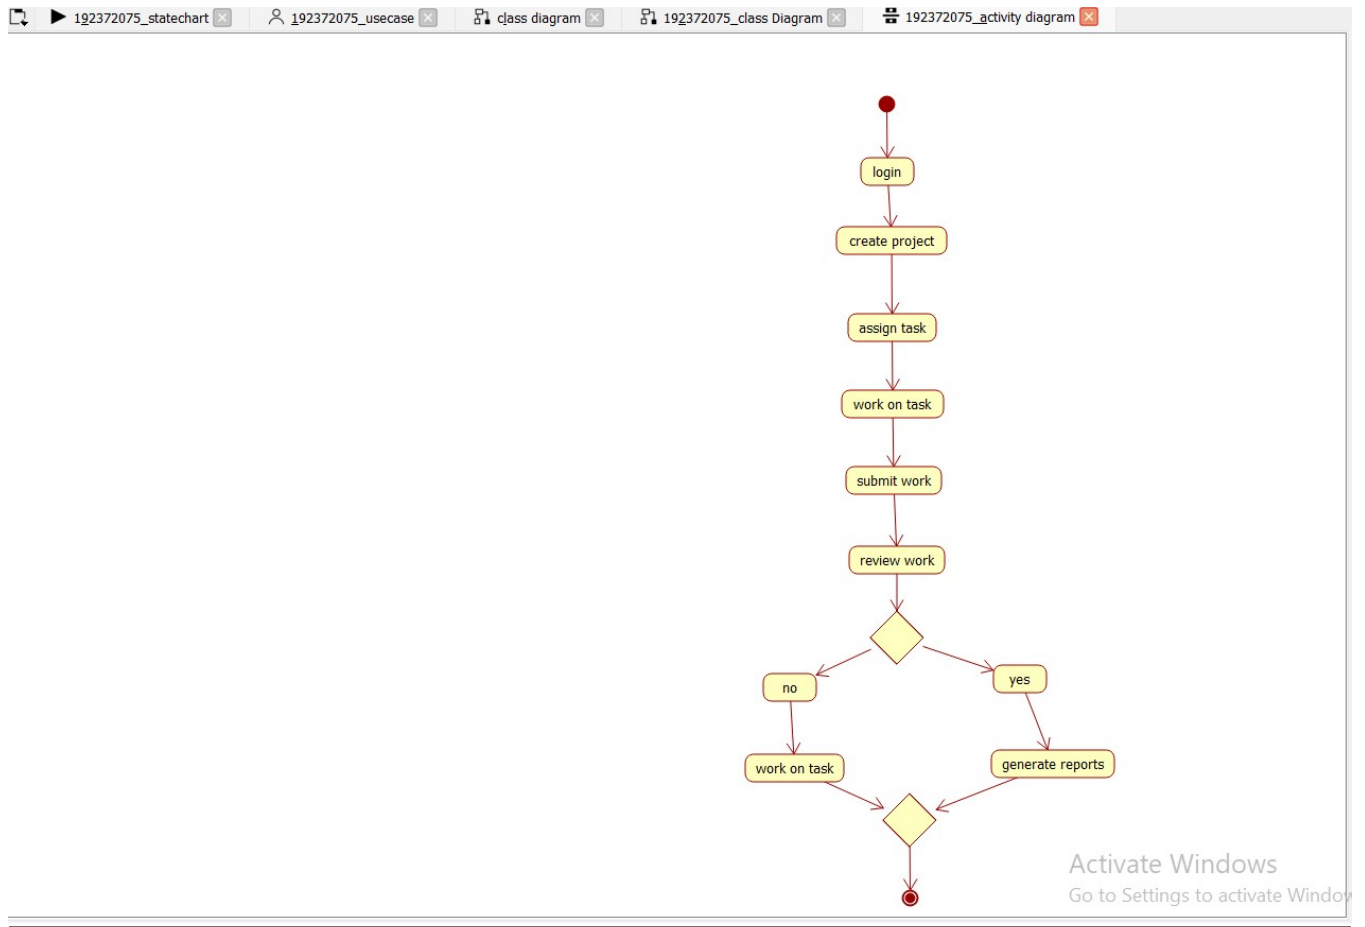 192372075_statechart
192372075_usecase
class diagram
192372075_class Diagram
192372075_activity diagram
login
create project
assign task
work on task
submit work
review work
no
yes
work on task
generate reports
Activate Windows
Go to Settings to activate Window